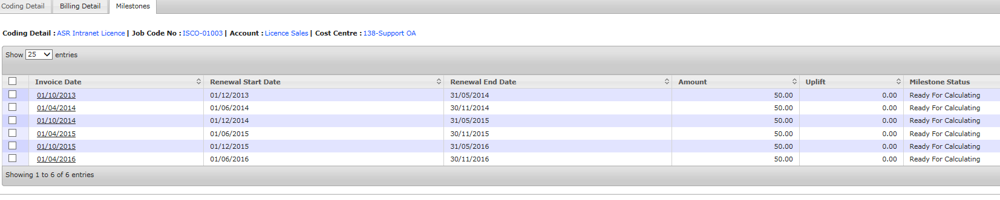 Coding Detail Billing Detail Milestones
Coding Detail : ASR Intranet Licence | Job Code No : ISCO-01003 | Account : Licence Sales | Cost Centre : 138-Support OA
Show 25 entries
Invoice Date Renewal Start Date Renewal End Date Amount Uplift Milestone Status
01/10/2013 01/12/2013 31/05/2014 50.00 0.00 Ready For Calculating
01/04/2014 01/06/2014 30/11/2014 50.00 0.00 Ready For Calculating
01/10/2014 01/12/2014 31/05/2015 50.00 0.00 Ready For Calculating
01/04/2015 01/06/2015 30/11/2015 50.00 0.00 Ready For Calculating
01/10/2015 01/12/2015 31/05/2016 50.00 0.00 Ready For Calculating
01/04/2016 01/06/2016 30/11/2016 50.00 0.00 Ready For Calculating
Showing 1 to 6 of 6 entries